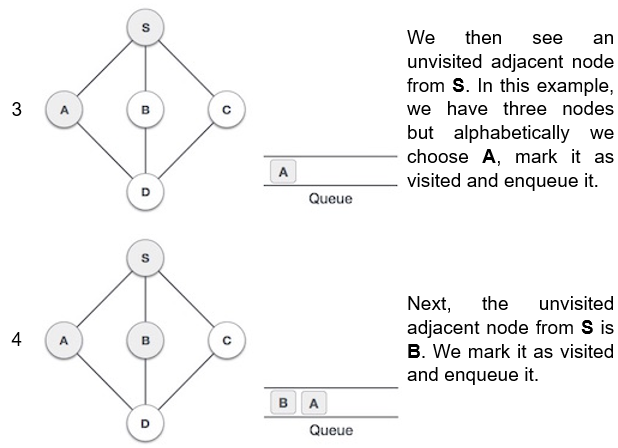 3
S
A
B
C
D
A
Queue
We then see an
unvisited adjacent node
from S. In this example,
we have three nodes
but alphabetically we
choose A, mark it as
visited and enqueue it.
4
S
A
B
C
D
B A
Queue
Next, the unvisited
adjacent node from S is
B. We mark it as visited
and enqueue it.